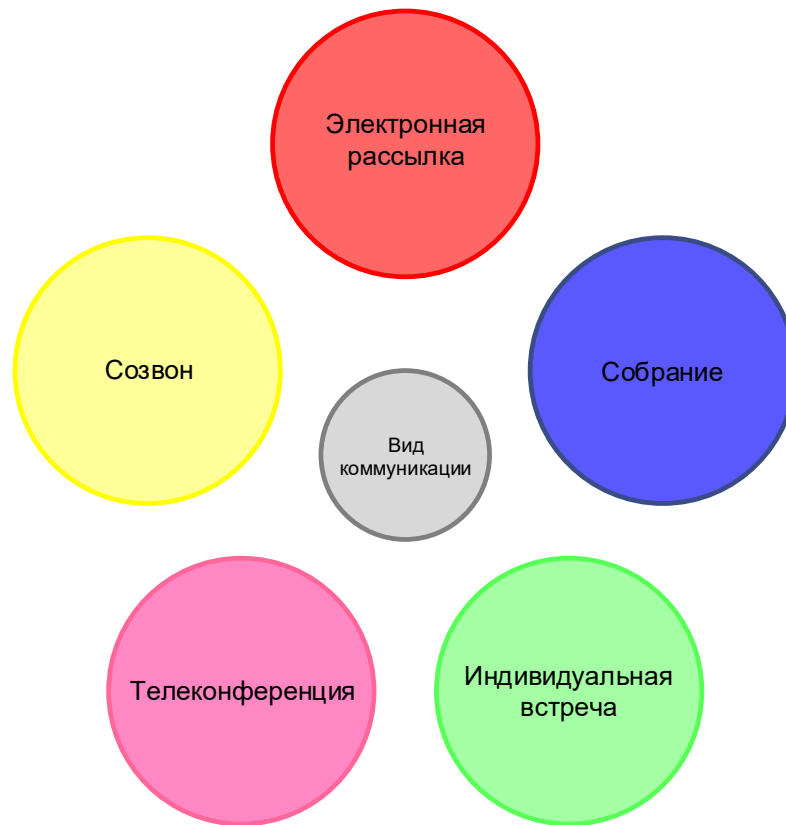 Электронная
рассылка
Созвон
Собрание
Вид
коммуникации
Телеконференция
Индивидуальная
встреча